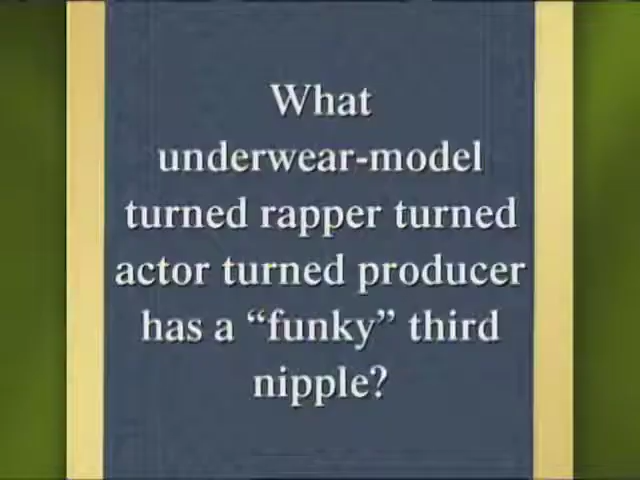 What
underwear-model
turned rapper turned
actor turned producer
has a “funky” third
nipple?